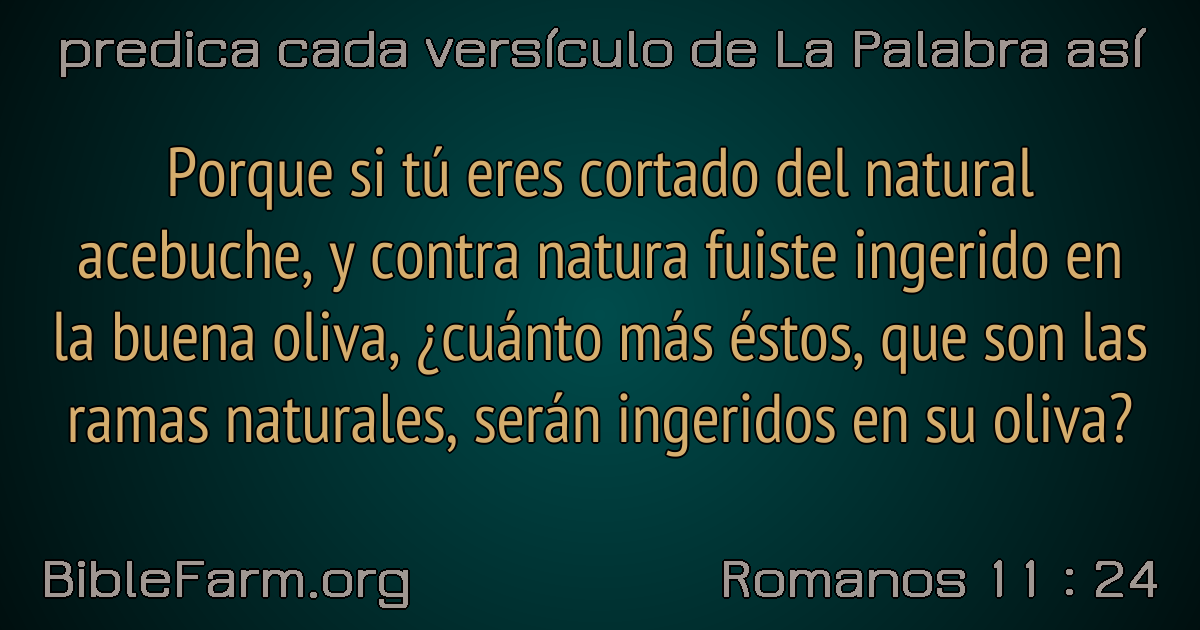 predica cada versículo de La Palabra así
Porque si tú eres cortado del natural
acebuche, y contra natura fuiste ingerido en
la buena oliva, ¿cuánto más éstos, que son las
ramas naturales, serán ingeridos en su oliva?
BibleFarm.org
Romanos 11 : 24